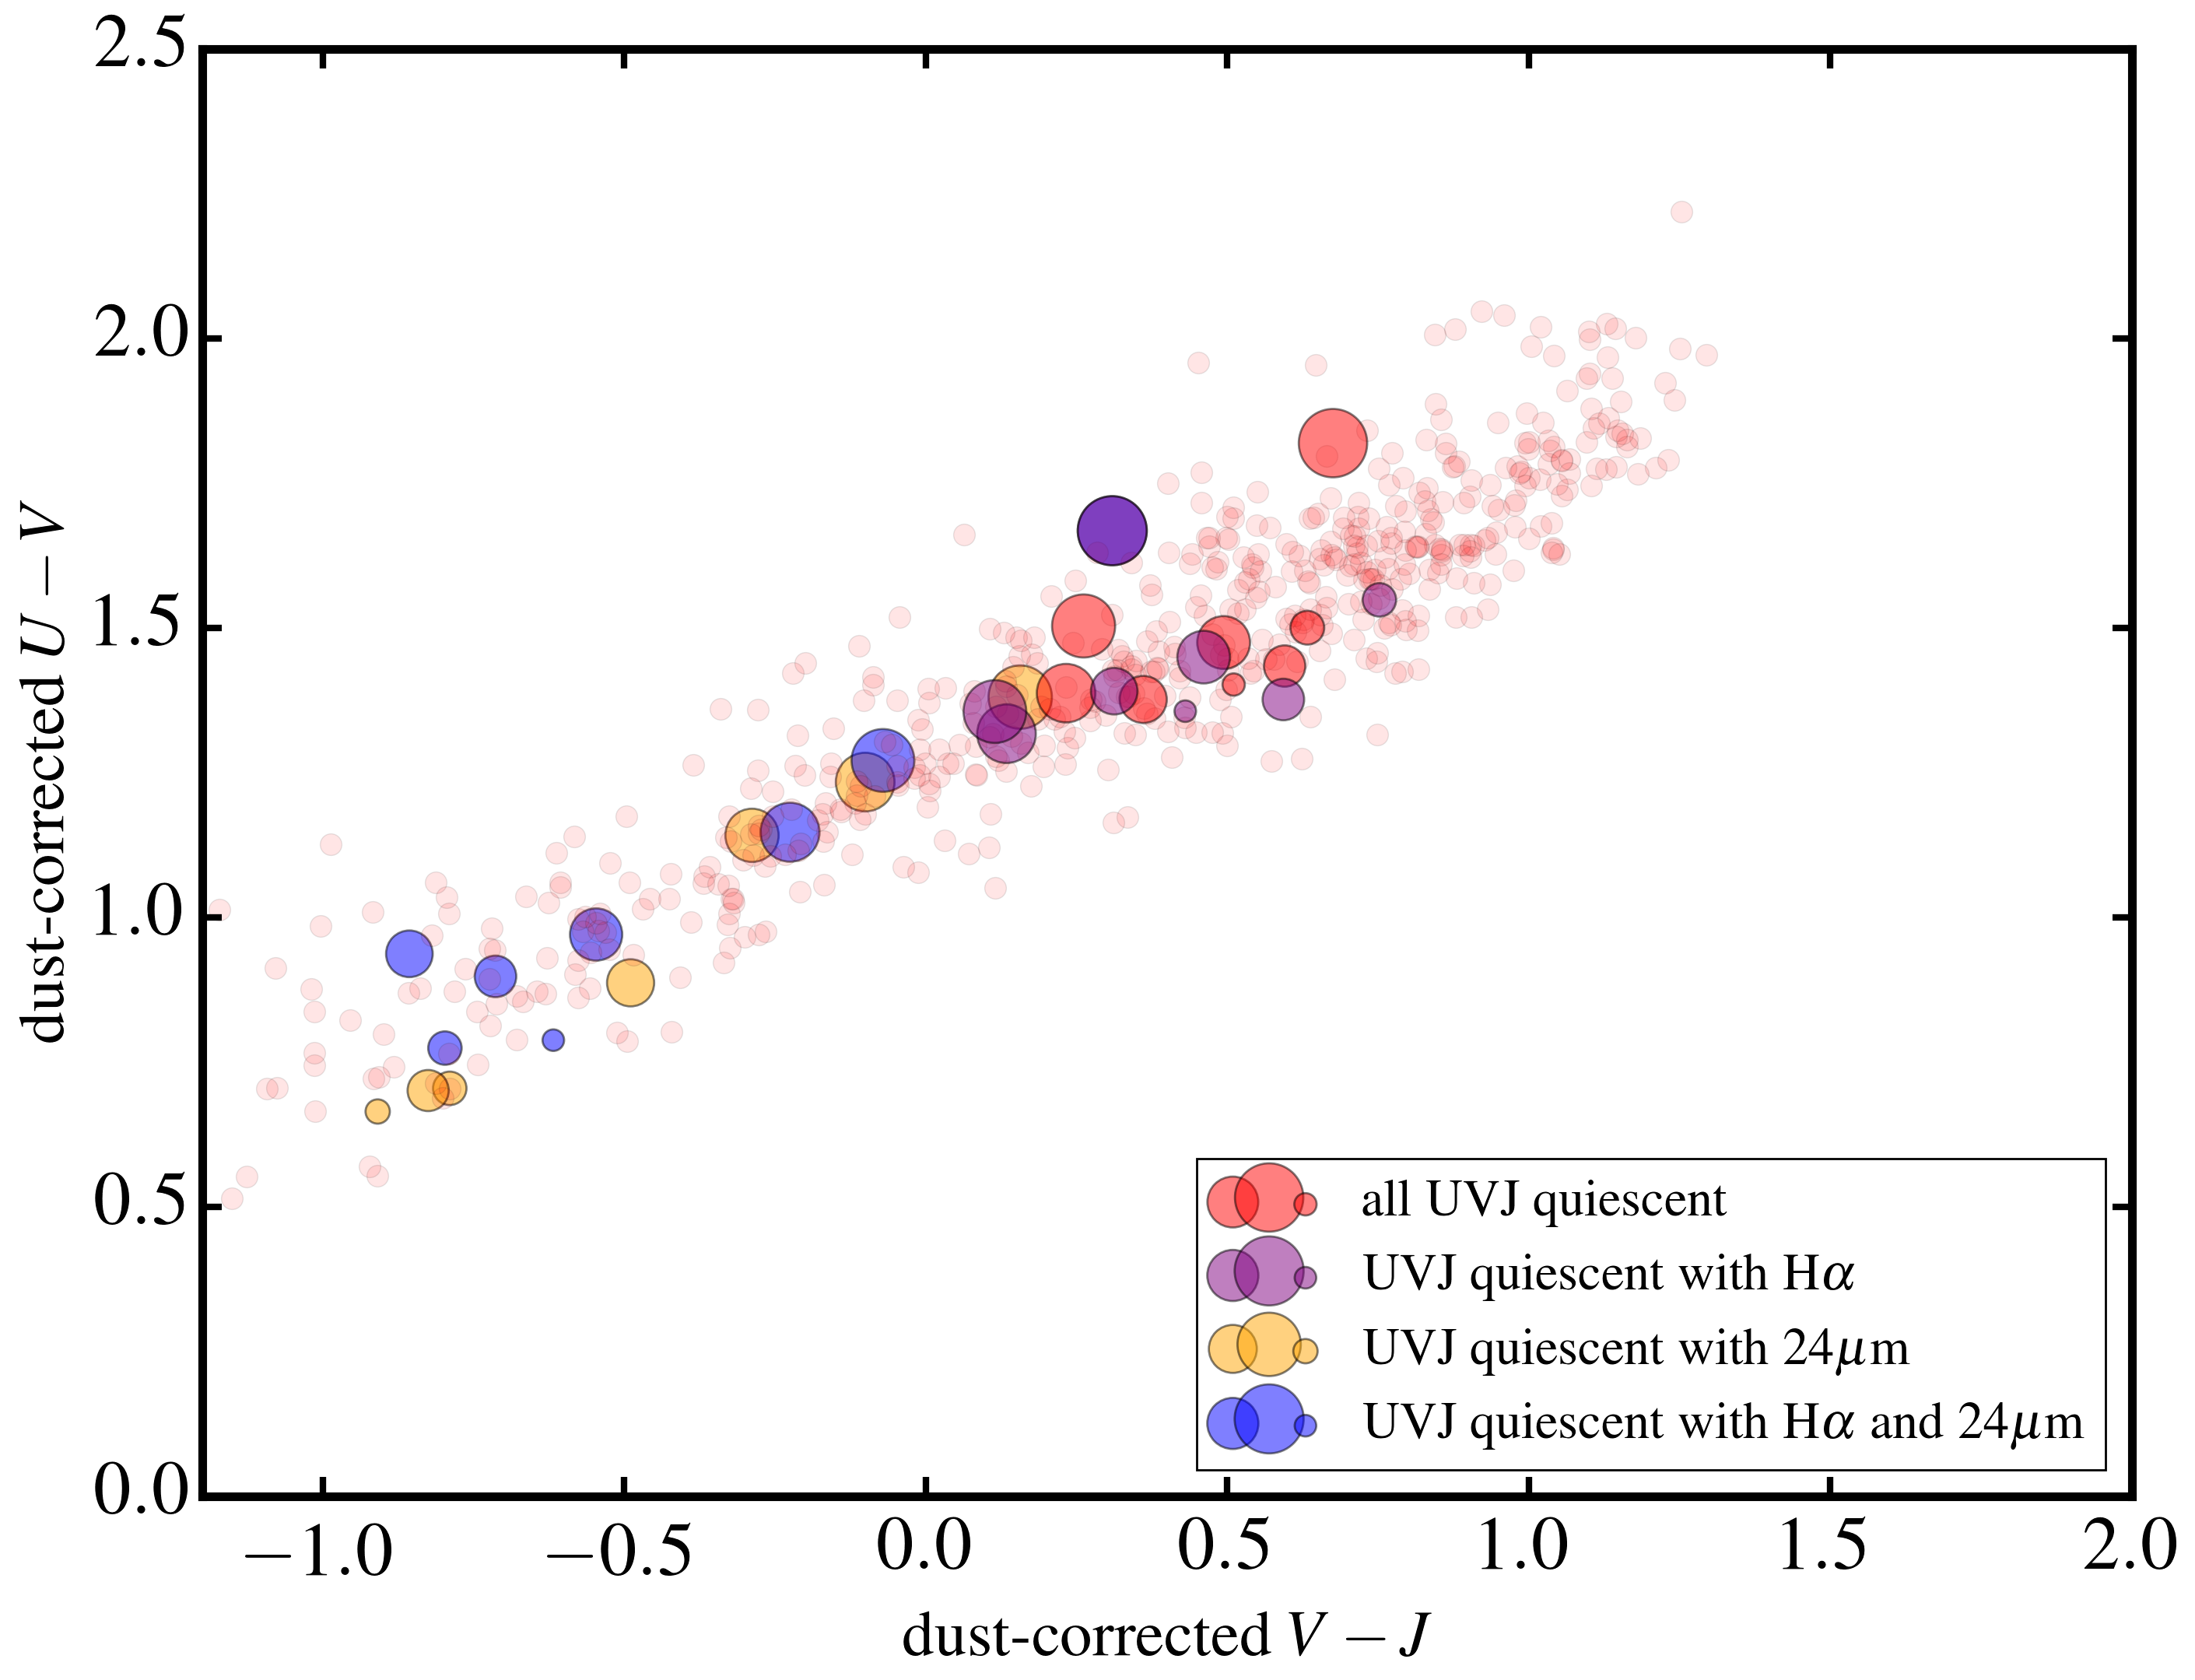 2.5
2.0
1.5
1.0
0.5
0.0
dust-corrected U − V
all UVJ quiescent
UVJ quiescent with Hα
UVJ quiescent with 24μm
UVJ quiescent with Hα and 24μm
−1.0 −0.5 0.0 0.5 1.0 1.5 2.0
dust-corrected V − J